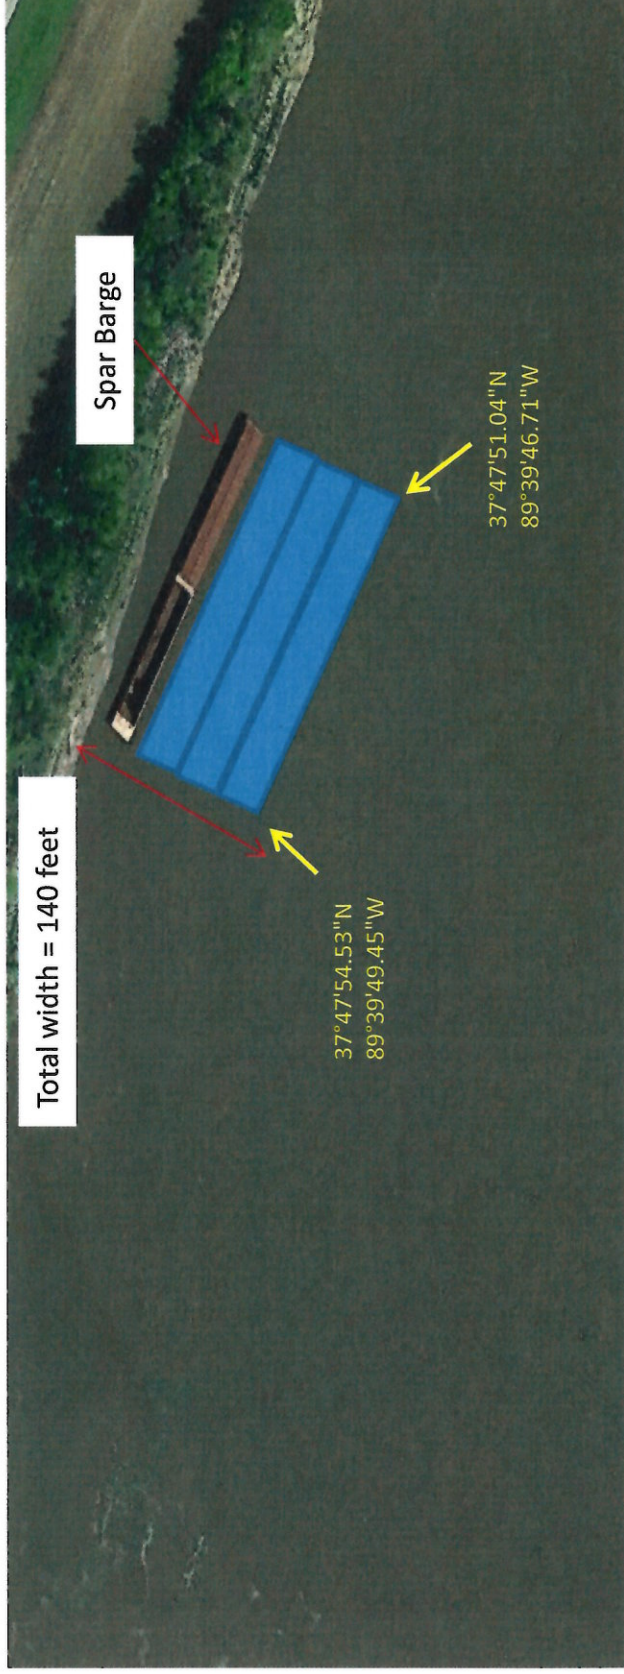 Total width = 140 feet
Spar Barge
37°47'54.53"N
89°39'49.45"W
37°47'51.04"N
89°39'46.71"W